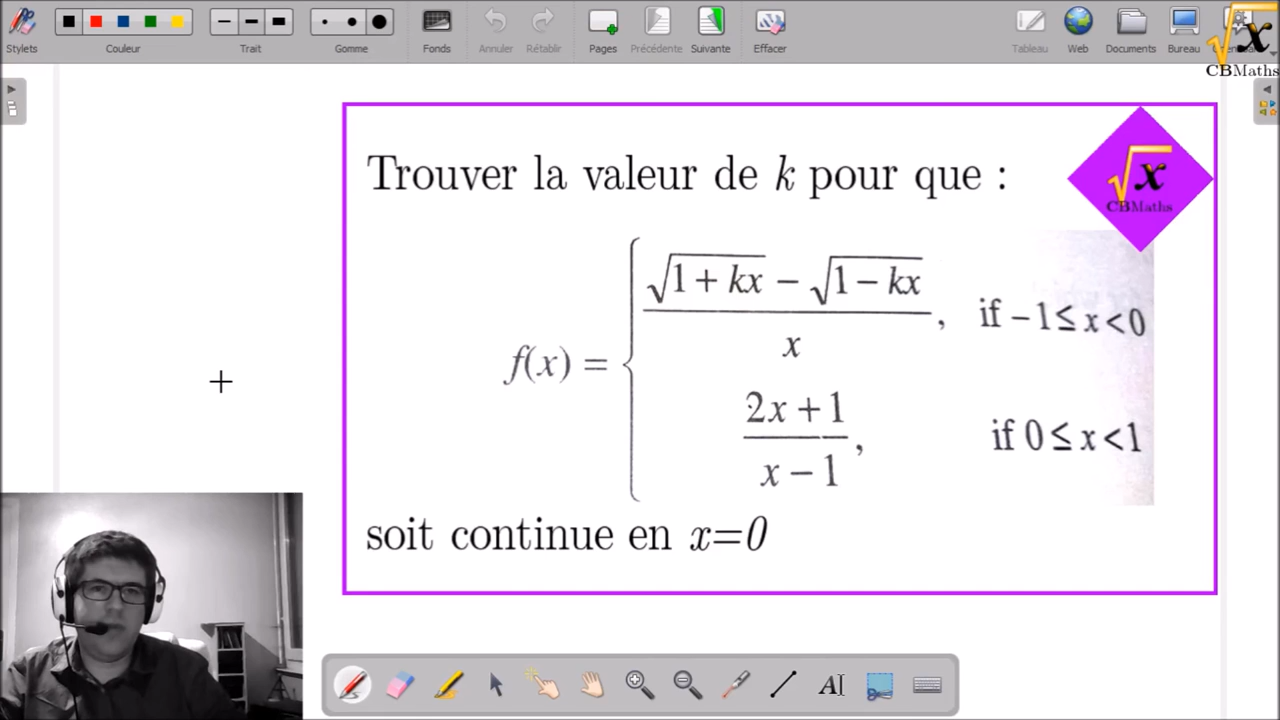 Stylets Couleur Trait Gomme Fonds Annuler Rétablir Pages Précédente Suivante Effacer Tableau Web Documents Bureau
√x
CBMaths
Trouver la valeur de k pour que :
√x
CBMaths
f(x) = { (√(1 + kx) − √(1 − kx)) / x , if −1 ≤ x < 0
(2x + 1) / (x − 1) , if 0 ≤ x < 1
soit continue en x=0
AI